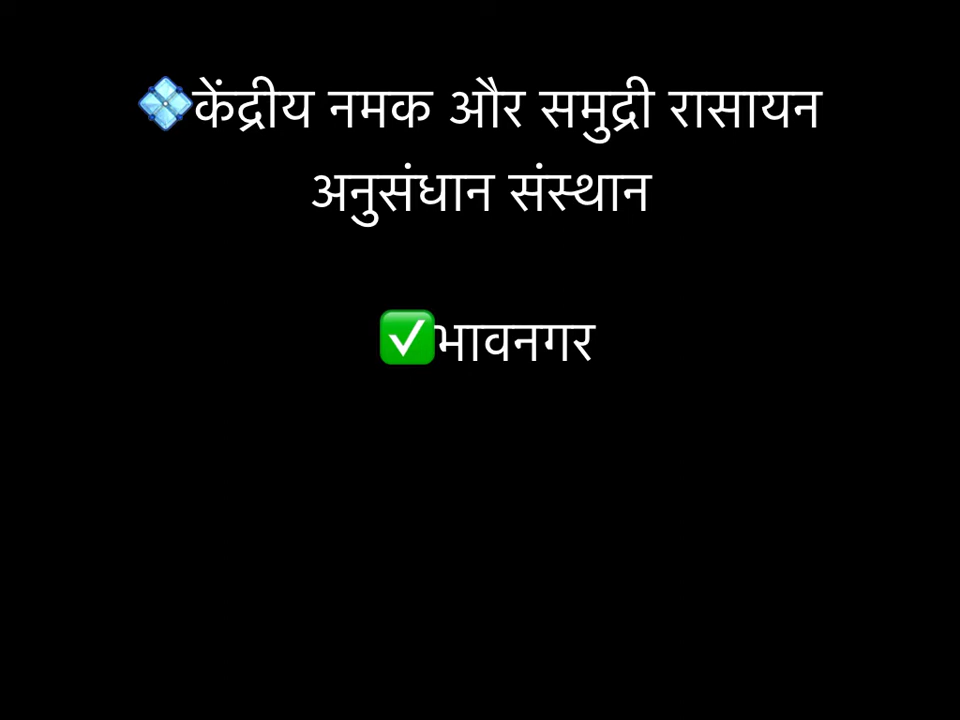 💠केंद्रीय नमक और समुद्री रासायन
अनुसंधान संस्थान
✅भावनगर